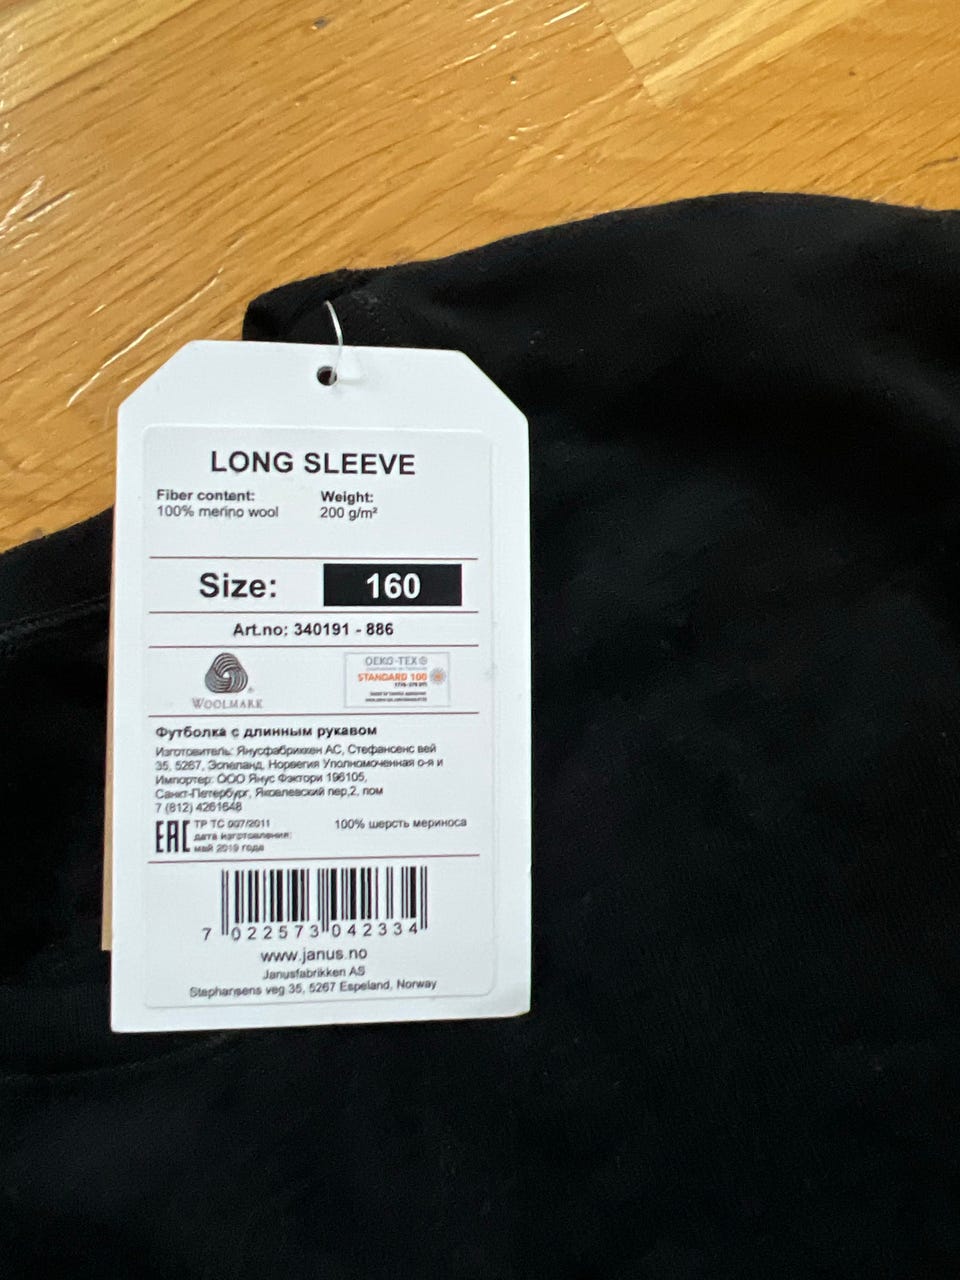 LONG SLEEVE
Fiber content: Weight:
100% merino wool 200 g/m²
Size: 160
Art.no: 340191 - 886
WOOLMARK
OEKO-TEX®
STANDARD 100
Футболка с длинным рукавом
Изготовитель: Янусфабриккен АС, Стефансенс вей
35, 5267, Эспеланд, Норвегия Уполномоченная о-я и
Импортер: ООО Янус Фэктори 196105,
Санкт-Петербург, Яковлевский пер,2, пом
7 (812) 4261648
EAC ТР ТС 007/2011 100% шерсть мериноса
дата изготовления:
май 2019 года
7 022573 042334
www.janus.no
Janusfabrikken AS
Stephansens veg 35, 5267 Espeland, Norway